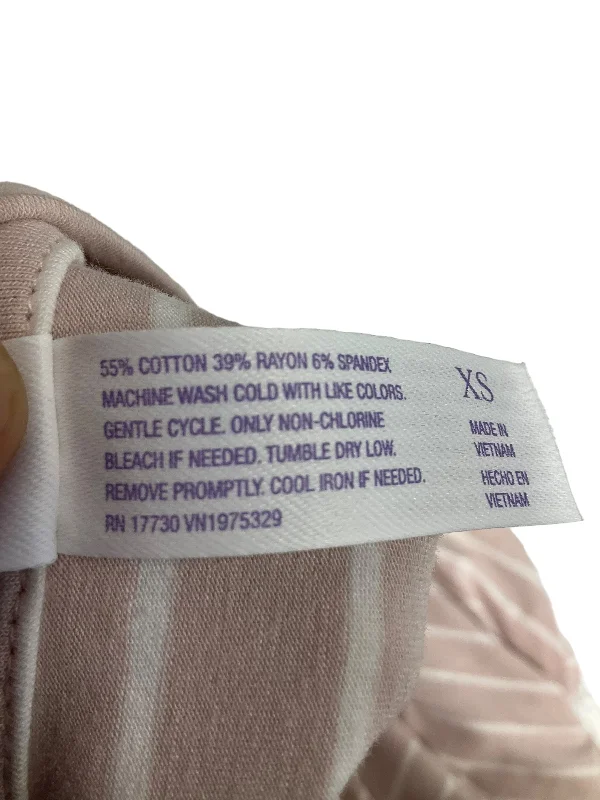 55% COTTON 39% RAYON 6% SPANDEX
MACHINE WASH COLD WITH LIKE COLORS.
GENTLE CYCLE. ONLY NON-CHLORINE
BLEACH IF NEEDED. TUMBLE DRY LOW.
REMOVE PROMPTLY. COOL IRON IF NEEDED.
RN 17730 VN1975329
XS
MADE IN
VIETNAM
HECHO EN
VIETNAM